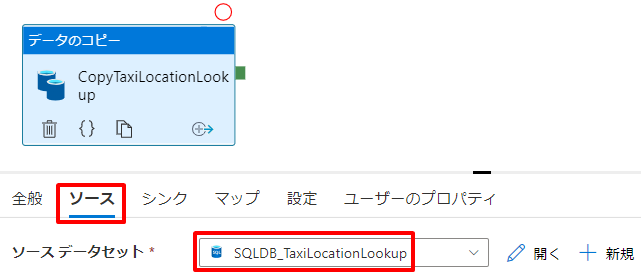 データのコピー
CopyTaxiLocationLook
up
全般 ソース シンク マップ 設定 ユーザーのプロパティ
ソース データセット * SQLDB_TaxiLocationLookup 開く 新規